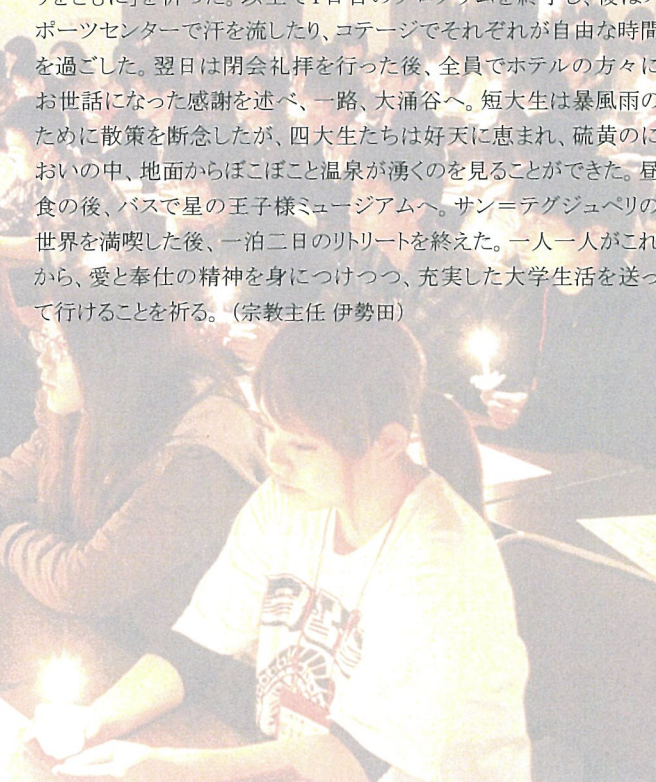 ーツセンターで汗を流したり、コテージでそれぞれが自由な時間
を過ごした。翌日は閉会礼拝を行った後、全員でホテルの方々に
お世話になった感謝を述べ、一路、大涌谷へ。短大生は暴風雨の
ために散策を断念したが、四大生たちは好天に恵まれ、硫黄のに
おいの中、地面からぼこぼこと温泉が湧くのを見ることができた。昼
食の後、バスで星の王子様ミュージアムへ。サン＝テグジュペリの
世界を満喫した後、一泊二日のリトリートを終えた。一人一人がこれ
から、愛と奉仕の精神を身につけつつ、充実した大学生活を送っ
て行けることを祈る。（宗教主任 伊勢田）